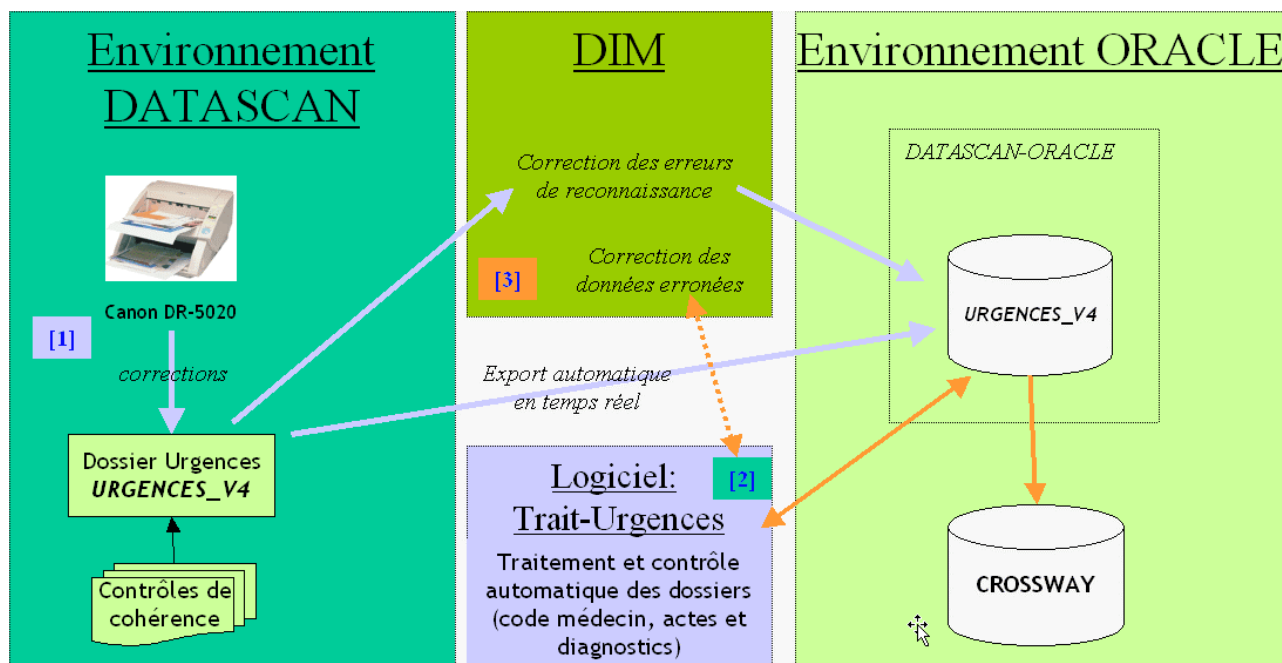 Environnement
DATASCAN
Canon DR-5020
[1]
corrections
Dossier Urgences
URGENCES_V4
Contrôles de
cohérence
DIM
Correction des erreurs
de reconnaissance
[3]
Correction des
données erronées
Export automatique
en temps réel
Logiciel:
[2]
Trait-Urgences
Traitement et contrôle
automatique des dossiers
(code médecin, actes et
diagnostics)
Environnement ORACLE
DATASCAN-ORACLE
URGENCES_V4
CROSSWAY